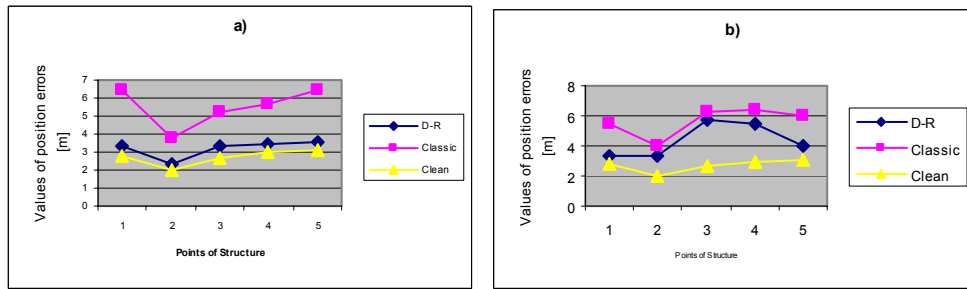 a)
Values of position errors
[m]
7
6
5
4
3
2
1
0
1 2 3 4 5
Points of Structure
D-R
Classic
Clean
b)
Values of position errors
[m]
8
6
4
2
0
1 2 3 4 5
Points of Structure
D-R
Classic
Clean